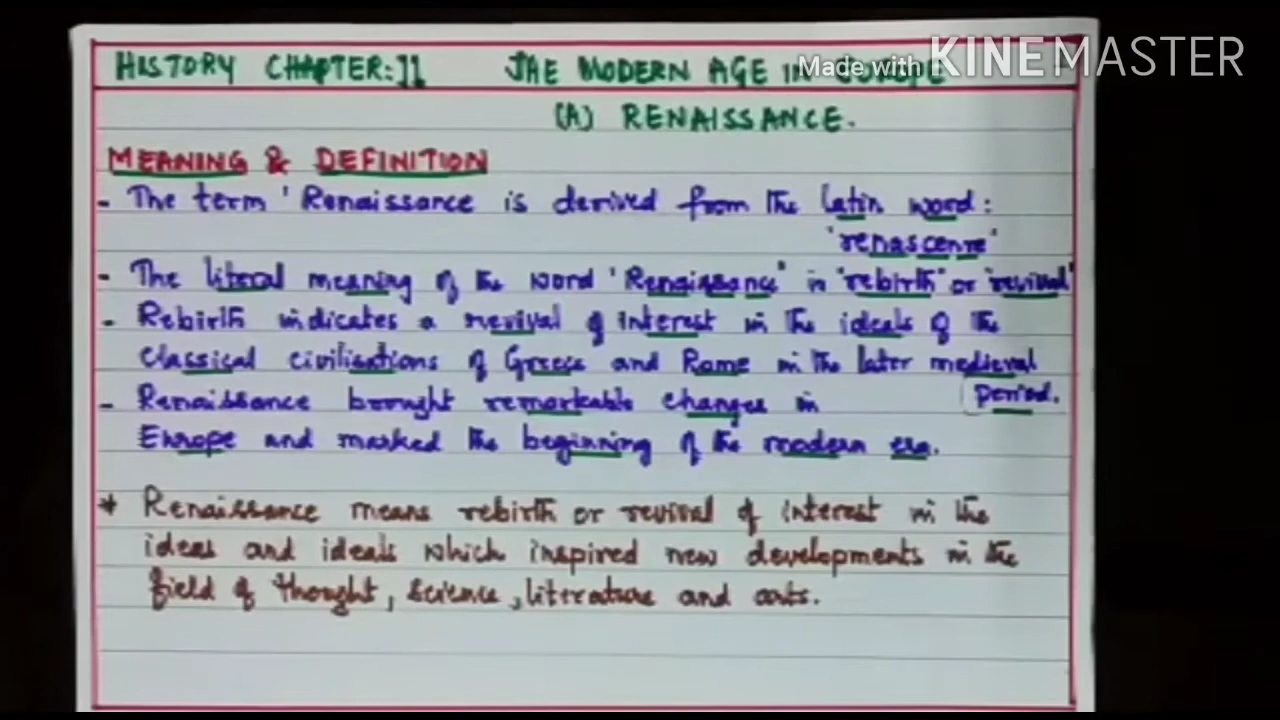 HISTORY CHAPTER: 11 THE MODERN AGE IN EUROPE
Made with KINEMASTER
(A) RENAISSANCE.
MEANING & DEFINITION
- The term 'Renaissance is derived from the latin word:
'renascere'
- The literal meaning of the word 'Renaissance" is "rebirth" or "revival"
- Rebirth indicates a revival of interest in the ideals of the
classical civilisations of Greece and Rome in the later medieval
period.
- Renaissance brought remarkable changes in
Europe and marked the beginning of the modern era.
* Renaissance means rebirth or revival of interest in the
ideas and ideals which inspired new developments in the
field of thought, science, literature and arts.